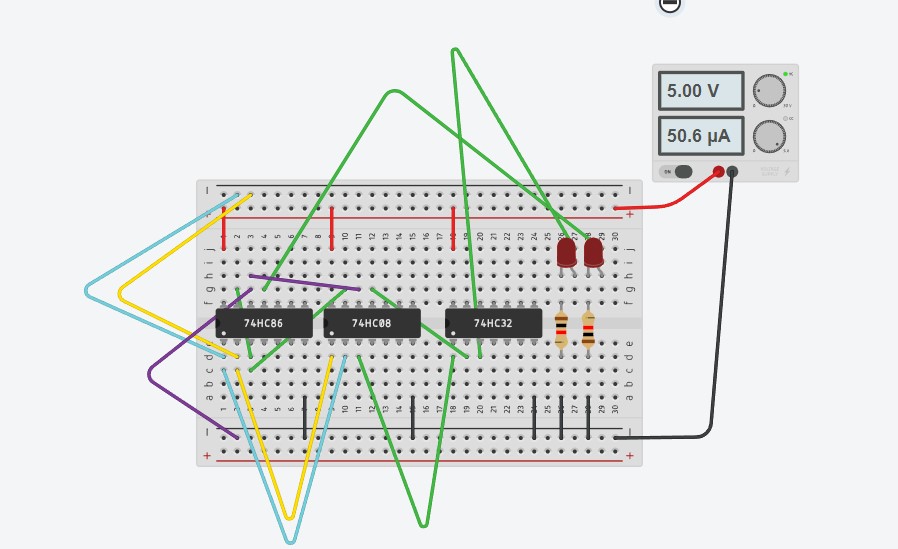 5.00 V
50.6 µA
ON
+
1 2 3 4 5 6 7 8 9 10 11 12 13 14 15 16 17 18 19 20 21 22 23 24 25 26 27 28 29 30
j j
i i
h h
g g
f f
74HC86 74HC08 74HC32
e e
d d
c c
b b
a a
+ +